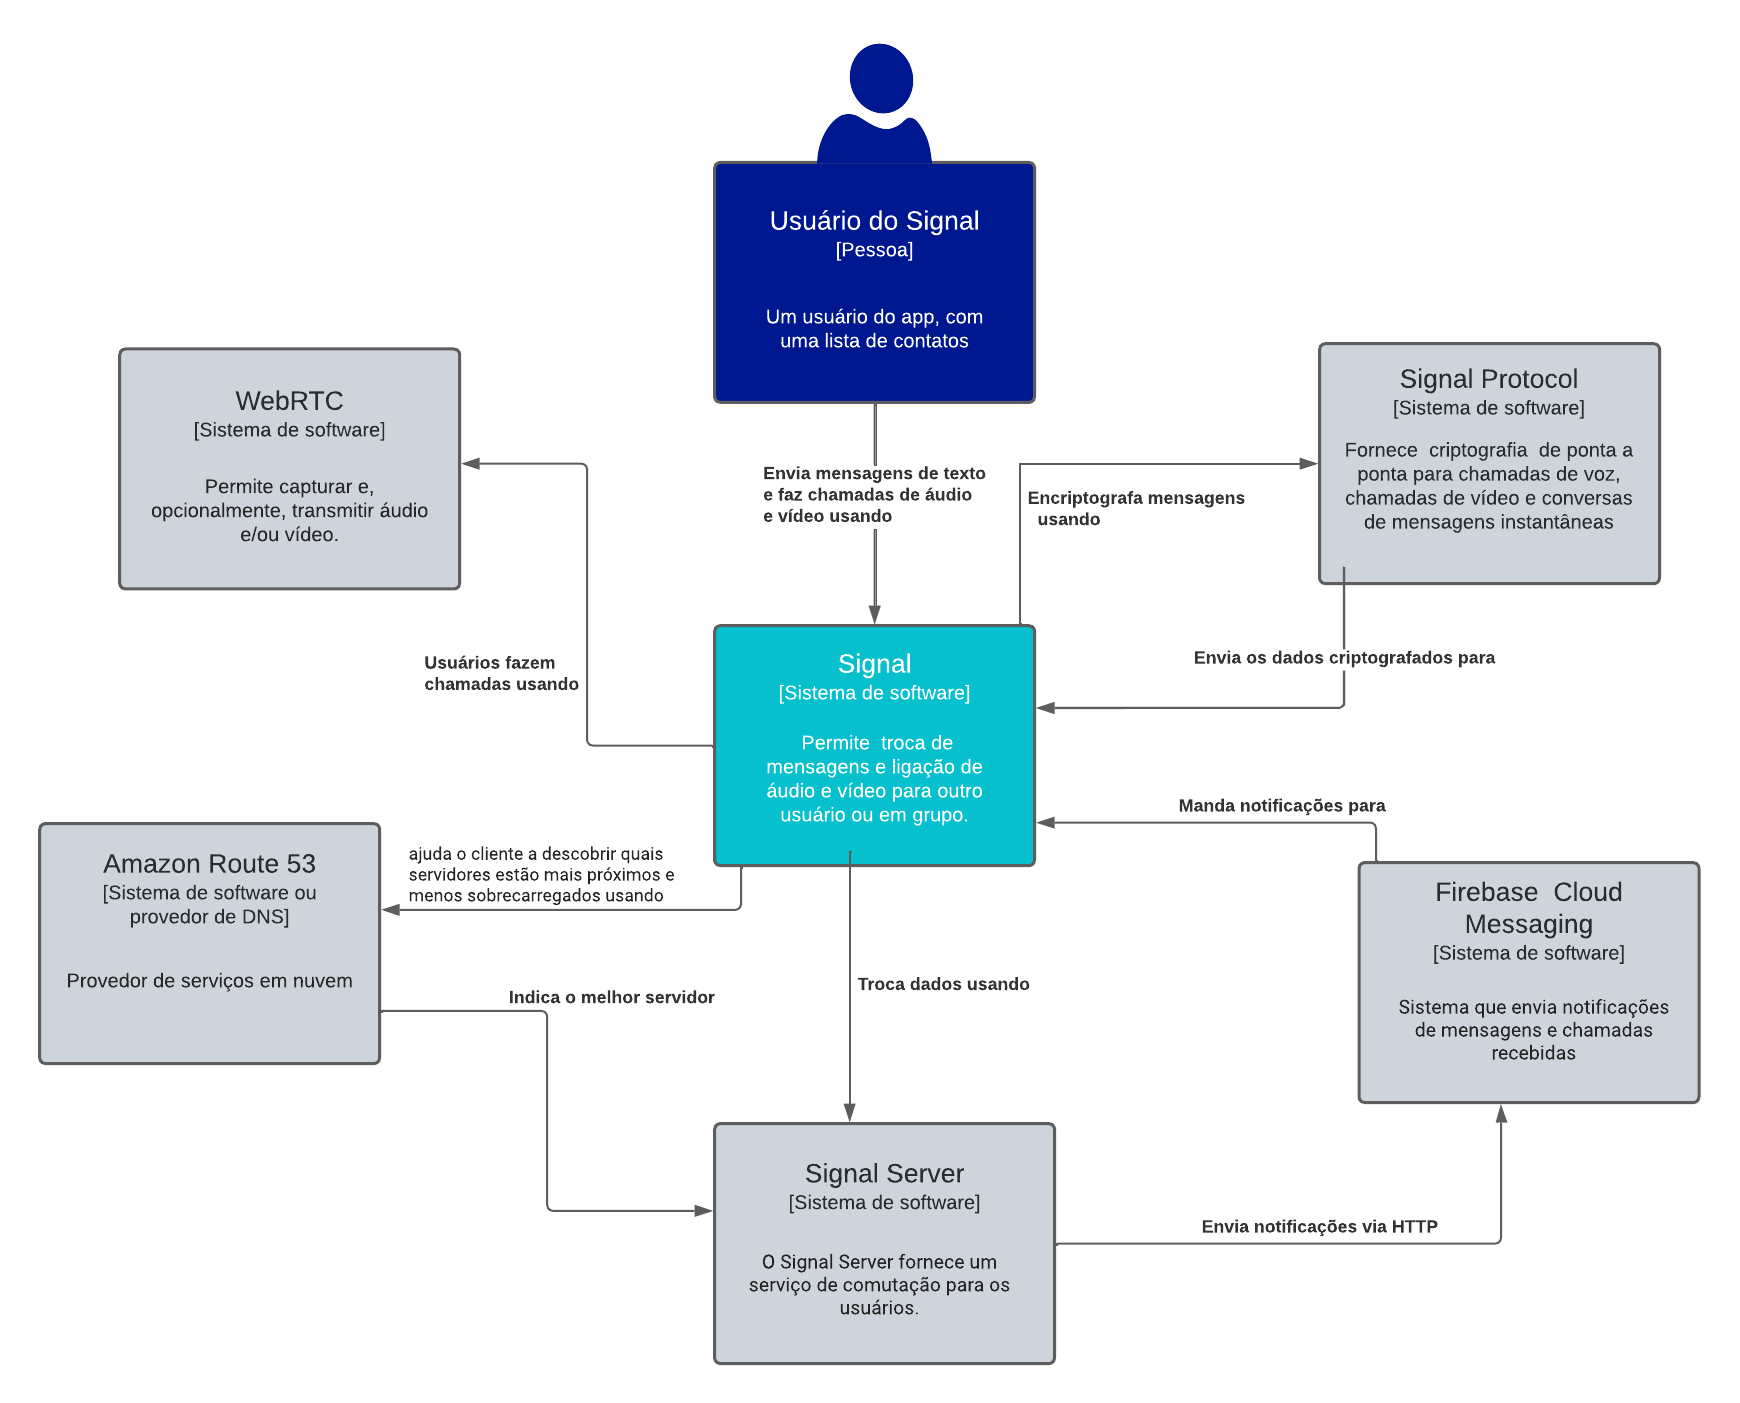 Usuário do Signal
[Pessoa]
Um usuário do app, com
uma lista de contatos
WebRTC
[Sistema de software]
Permite capturar e,
opcionalmente, transmitir áudio
e/ou vídeo.
Signal Protocol
[Sistema de software]
Fornece  criptografia  de ponta a
ponta para chamadas de voz,
chamadas de vídeo e conversas
de mensagens instantâneas
Envia mensagens de texto
e faz chamadas de áudio
e vídeo usando
Encriptografa mensagens
usando
Usuários fazem
chamadas usando
Envia os dados criptografados para
Signal
[Sistema de software]
Permite  troca de
mensagens e ligação de
áudio e vídeo para outro
usuário ou em grupo.
Manda notificações para
Amazon Route 53
[Sistema de software ou
provedor de DNS]
Provedor de serviços em nuvem
ajuda o cliente a descobrir quais
servidores estão mais próximos e
menos sobrecarregados usando
Firebase  Cloud
Messaging
[Sistema de software]
Sistema que envia notificações
de mensagens e chamadas
recebidas
Indica o melhor servidor
Troca dados usando
Signal Server
[Sistema de software]
O Signal Server fornece um
serviço de comutação para os
usuários.
Envia notificações via HTTP